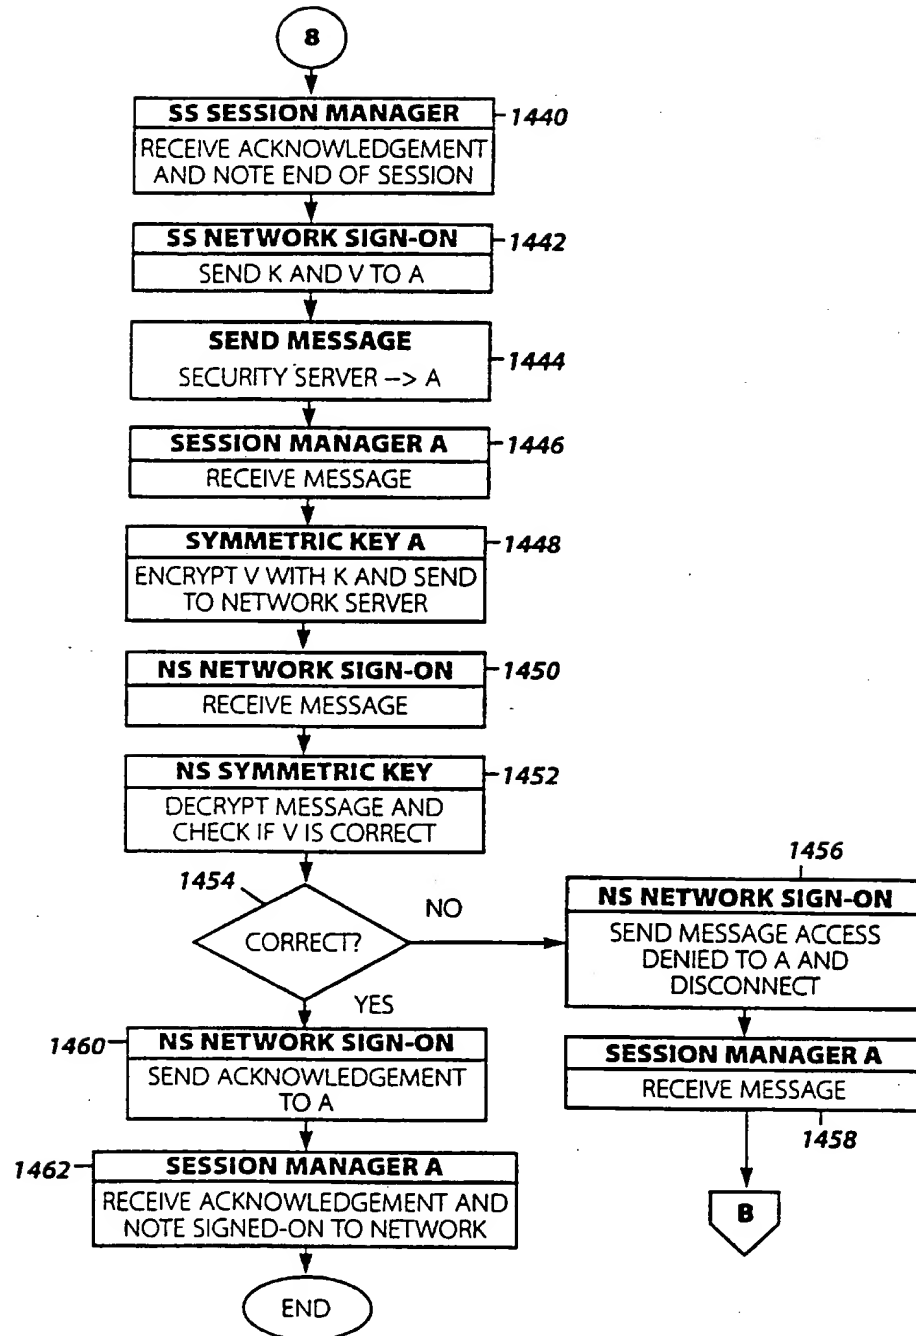 8
SS SESSION MANAGER
1440
RECEIVE ACKNOWLEDGEMENT
AND NOTE END OF SESSION
SS NETWORK SIGN-ON
1442
SEND K AND V TO A
SEND MESSAGE
1444
SECURITY SERVER --> A
SESSION MANAGER A
1446
RECEIVE MESSAGE
SYMMETRIC KEY A
1448
ENCRYPT V WITH K AND SEND
TO NETWORK SERVER
NS NETWORK SIGN-ON
1450
RECEIVE MESSAGE
NS SYMMETRIC KEY
1452
DECRYPT MESSAGE AND
CHECK IF V IS CORRECT
1454
CORRECT?
NO
YES
1456
NS NETWORK SIGN-ON
SEND MESSAGE ACCESS
DENIED TO A AND
DISCONNECT
SESSION MANAGER A
RECEIVE MESSAGE
1458
B
1460
NS NETWORK SIGN-ON
SEND ACKNOWLEDGEMENT
TO A
1462
SESSION MANAGER A
RECEIVE ACKNOWLEDGEMENT AND
NOTE SIGNED-ON TO NETWORK
END